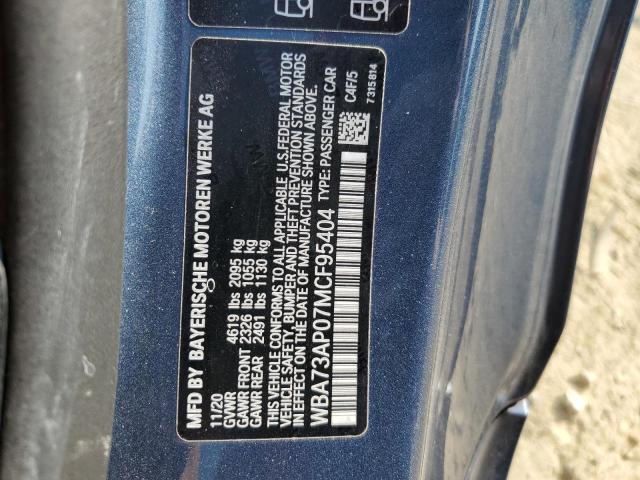 MFD BY BAYERISCHE MOTOREN WERKE AG
11/20
GVWR 4619 lbs 2095 kg
GAWR FRONT 2326 lbs 1055 kg
GAWR REAR 2491 lbs 1130 kg
THIS VEHICLE CONFORMS TO ALL APPLICABLE U.S.FEDERAL MOTOR
VEHICLE SAFETY, BUMPER AND THEFT PREVENTION STANDARDS
IN EFFECT ON THE DATE OF MANUFACTURE SHOWN ABOVE.
WBA73AP07MCF95404 TYPE: PASSENGER CAR
C4F/5
7315814